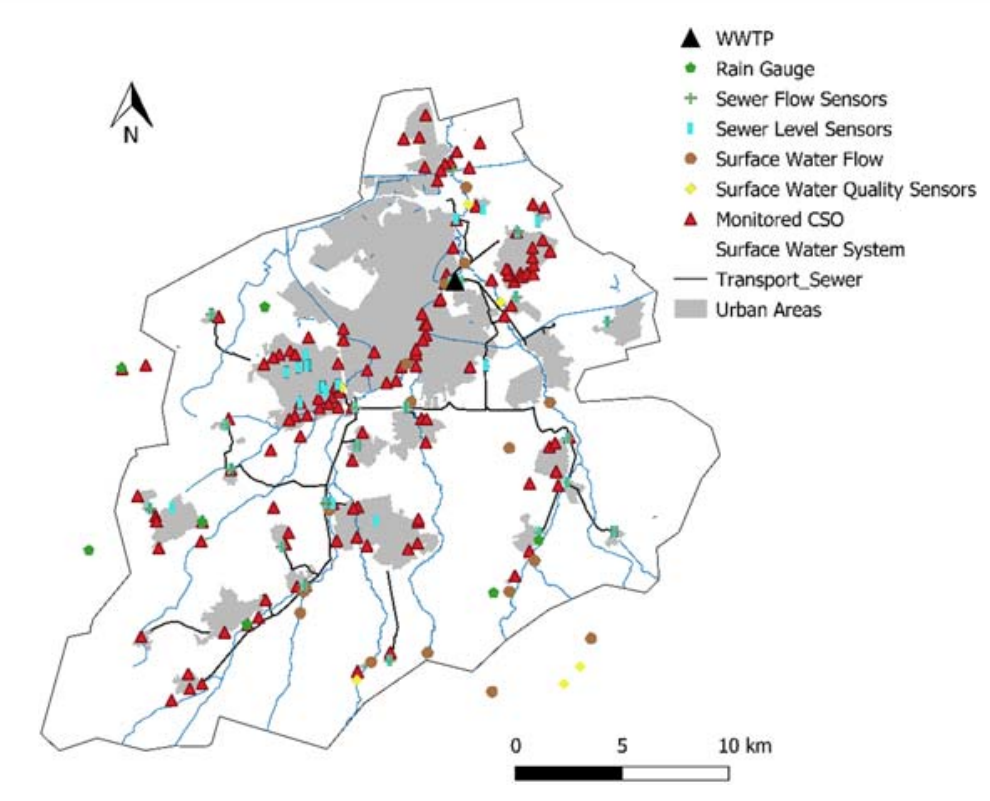 WWTP
Rain Gauge
Sewer Flow Sensors
Sewer Level Sensors
Surface Water Flow
Surface Water Quality Sensors
Monitored CSO
Surface Water System
Transport_Sewer
Urban Areas
N
0 5 10 km